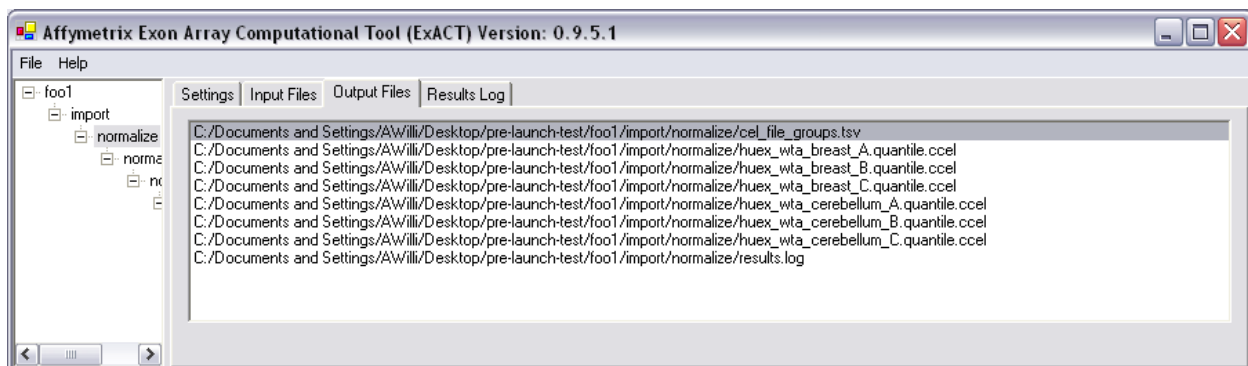 Affymetrix Exon Array Computational Tool (ExACT) Version: 0.9.5.1
File Help
foo1
import
normalize
norma
no
Settings Input Files Output Files Results Log
C:/Documents and Settings/AWilli/Desktop/pre-launch-test/foo1/import/normalize/cel_file_groups.tsv
C:/Documents and Settings/AWilli/Desktop/pre-launch-test/foo1/import/normalize/huex_wta_breast_A.quantile.ccel
C:/Documents and Settings/AWilli/Desktop/pre-launch-test/foo1/import/normalize/huex_wta_breast_B.quantile.ccel
C:/Documents and Settings/AWilli/Desktop/pre-launch-test/foo1/import/normalize/huex_wta_breast_C.quantile.ccel
C:/Documents and Settings/AWilli/Desktop/pre-launch-test/foo1/import/normalize/huex_wta_cerebellum_A.quantile.ccel
C:/Documents and Settings/AWilli/Desktop/pre-launch-test/foo1/import/normalize/huex_wta_cerebellum_B.quantile.ccel
C:/Documents and Settings/AWilli/Desktop/pre-launch-test/foo1/import/normalize/huex_wta_cerebellum_C.quantile.ccel
C:/Documents and Settings/AWilli/Desktop/pre-launch-test/foo1/import/normalize/results.log